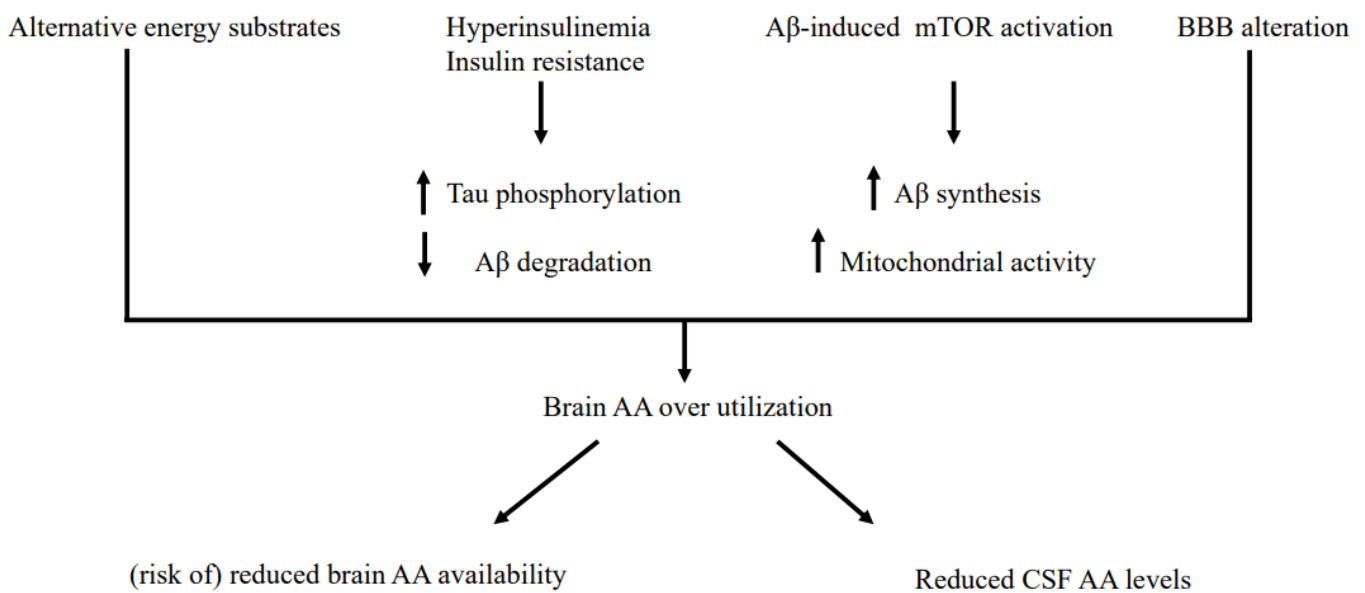 Alternative energy substrates
Hyperinsulinemia
Insulin resistance
Aβ-induced mTOR activation
BBB alteration
Tau phosphorylation
Aβ degradation
Aβ synthesis
Mitochondrial activity
Brain AA over utilization
(risk of) reduced brain AA availability
Reduced CSF AA levels